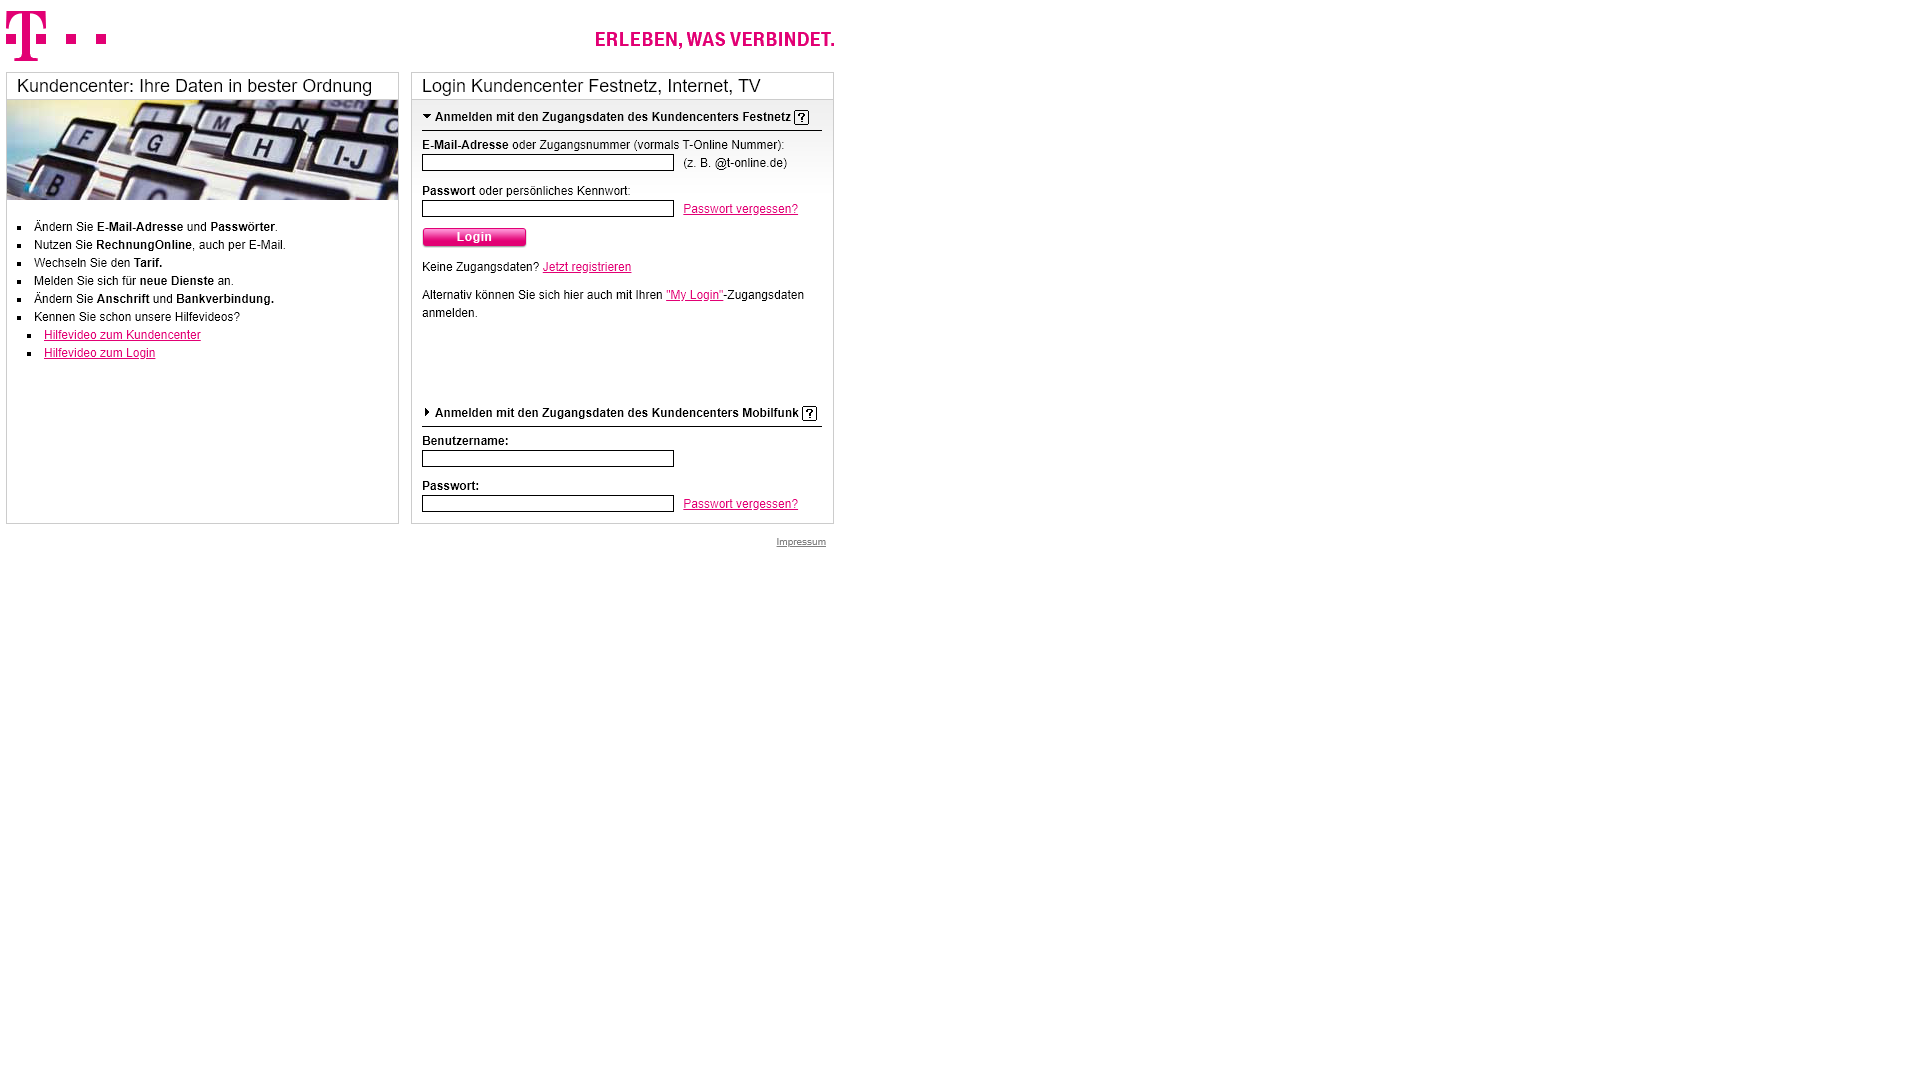 T
ERLEBEN, WAS VERBINDET.
Kundencenter: Ihre Daten in bester Ordnung
F G M N O H I-J B
Ändern Sie E-Mail-Adresse und Passwörter.
Nutzen Sie RechnungOnline, auch per E-Mail.
Wechseln Sie den Tarif.
Melden Sie sich für neue Dienste an.
Ändern Sie Anschrift und Bankverbindung.
Kennen Sie schon unsere Hilfevideos?
Hilfevideo zum Kundencenter
Hilfevideo zum Login
Login Kundencenter Festnetz, Internet, TV
Anmelden mit den Zugangsdaten des Kundencenters Festnetz ?
E-Mail-Adresse oder Zugangsnummer (vormals T-Online Nummer):
(z. B. @t-online.de)
Passwort oder persönliches Kennwort:
Passwort vergessen?
Login
Keine Zugangsdaten? Jetzt registrieren
Alternativ können Sie sich hier auch mit Ihren "My Login"-Zugangsdaten
anmelden.
Anmelden mit den Zugangsdaten des Kundencenters Mobilfunk ?
Benutzername:
Passwort:
Passwort vergessen?
Impressum